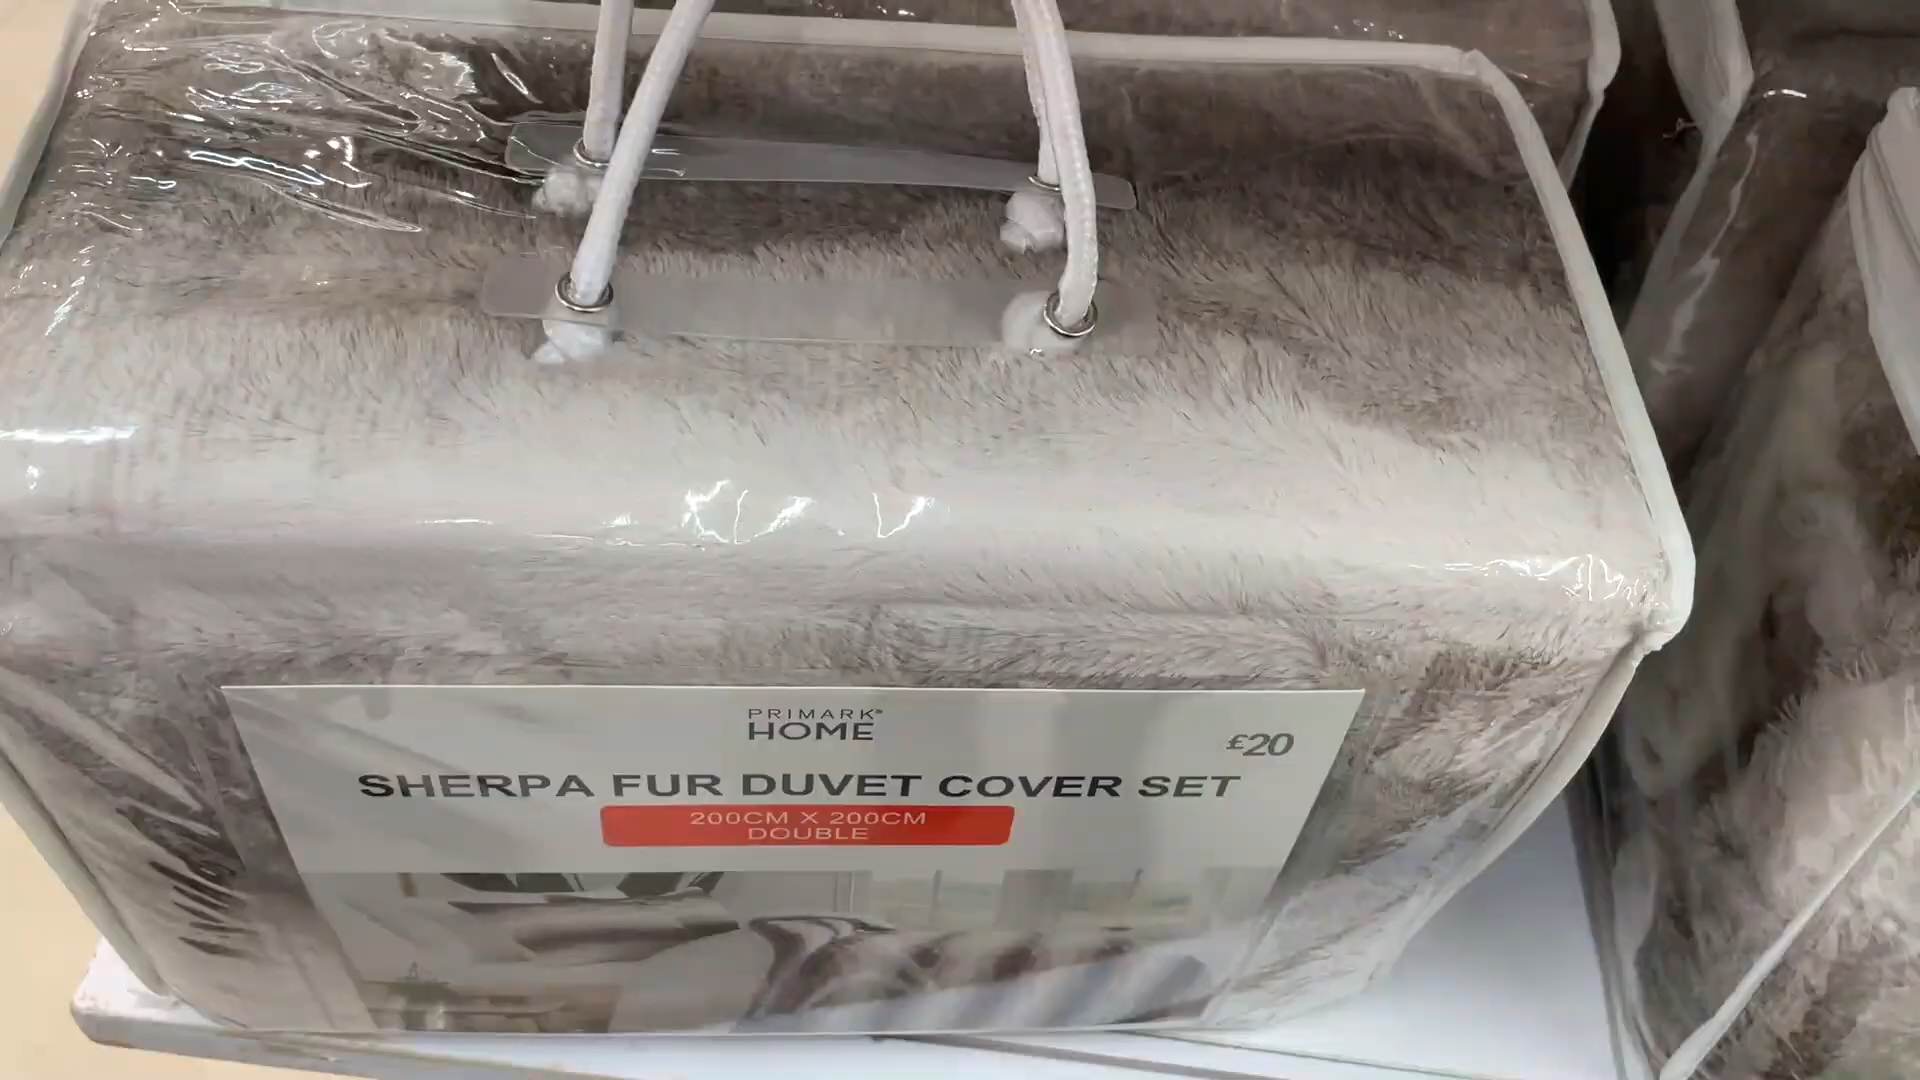 PRIMARK®
HOME
£20
SHERPA FUR DUVET COVER SET
200CM X 200CM
DOUBLE